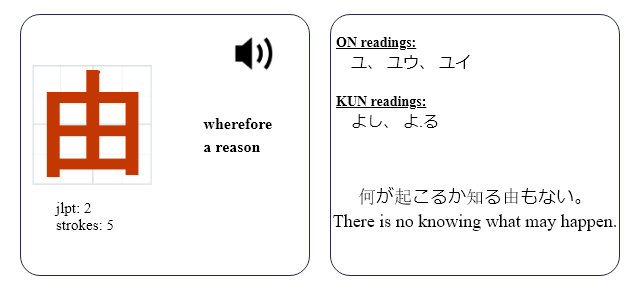 由
wherefore
a reason
jlpt: 2
strokes: 5
ON readings:
ユ、 ユウ、 ユイ
KUN readings:
よし、 よ.る
何が起こるか知る由もない。
There is no knowing what may happen.